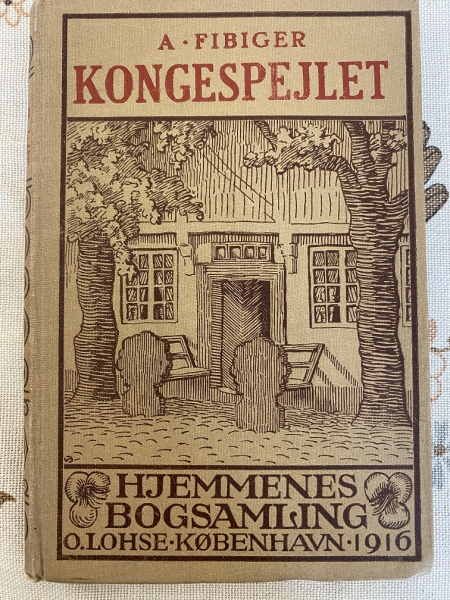 A · FIBIGER
KONGESPEJLET
HJEMMENES
BOGSAMLING
O. LOHSE · KØBENHAVN · 1916